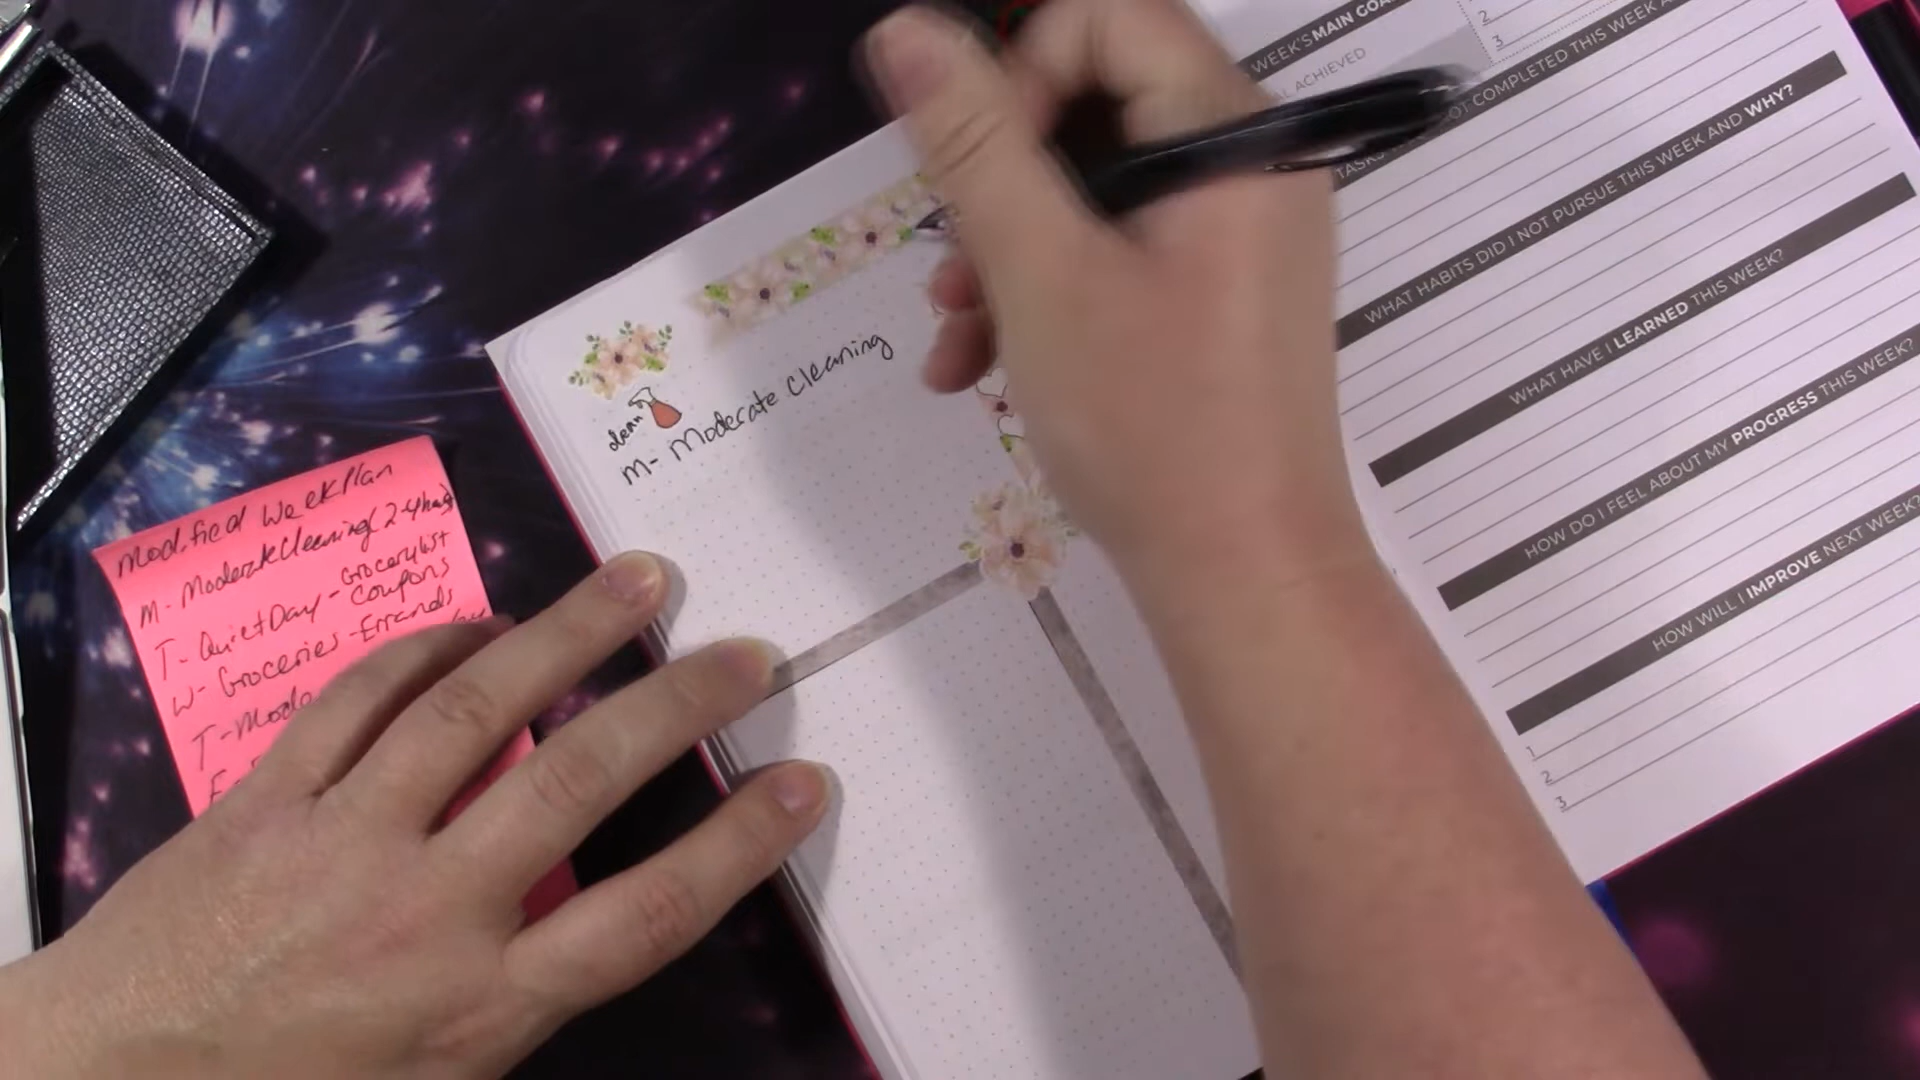 Modified Week Plan
M- Moderate Cleaning (2-4
T- Quiet Day - Grocery list
Coupons
W- Groceries - Errands
T-Mode
F-
clean
M- Moderate Cleaning
WEEK'S MAIN GOA
AL ACHIEVED
2
3
TASKS OT COMPLETED THIS WEEK A
WHAT HABITS DID I NOT PURSUE THIS WEEK AND WHY?
WHAT HAVE I LEARNED THIS WEEK?
HOW DO I FEEL ABOUT MY PROGRESS THIS WEEK?
HOW WILL I IMPROVE NEXT WEEK?
1
2
3